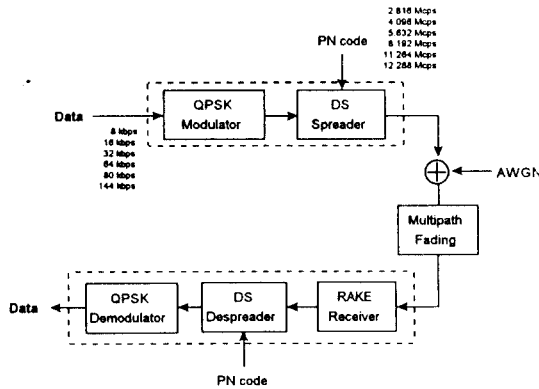 2 816 Mcps
4 096 Mcps
5.632 Mcps
8 192 Mcps
11 264 Mcps
12 288 Mcps
PN code
QPSK
Modulator
DS
Spreader
Data
8 kbps
16 kbps
32 kbps
64 kbps
80 kbps
144 kbps
AWGN
Multipath
Fading
Data
QPSK
Demodulator
DS
Despreader
RAKE
Receiver
PN code